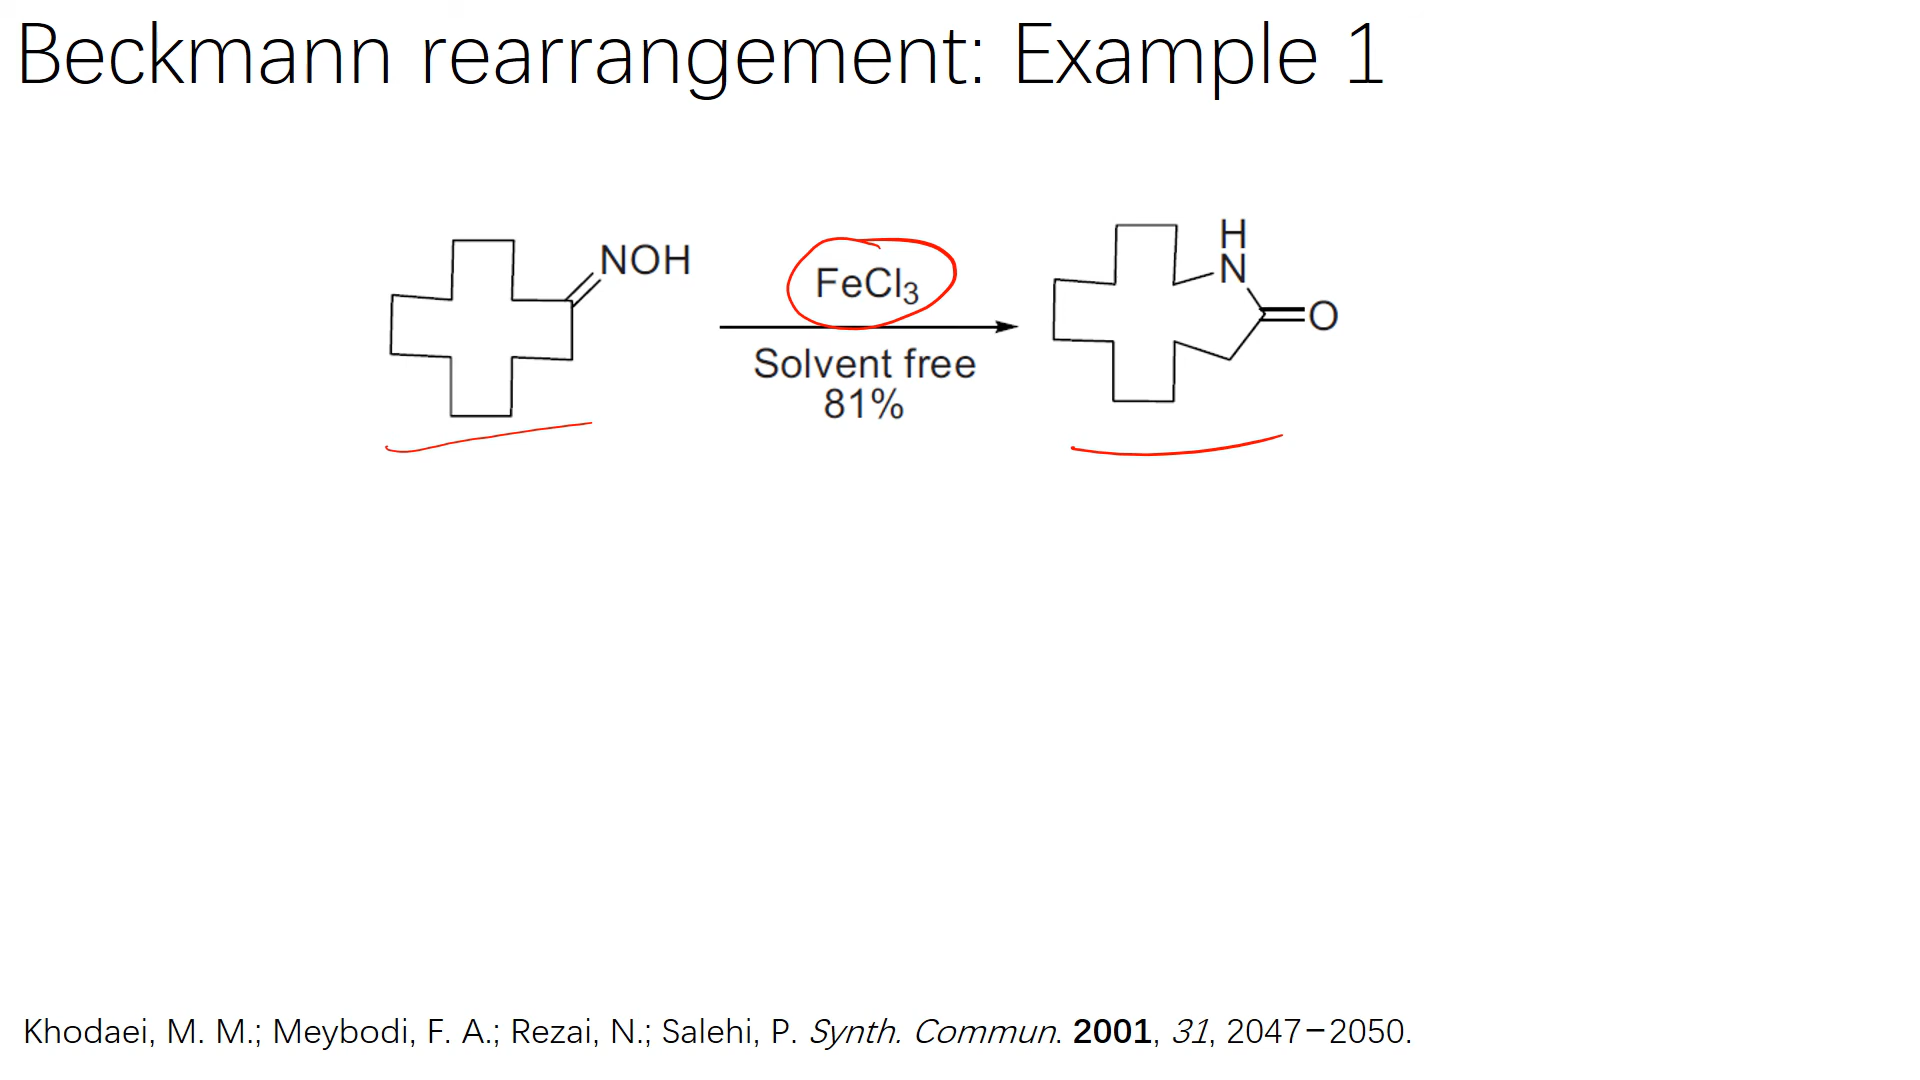 Beckmann rearrangement: Example 1
NOH
FeCl₃
Solvent free
81%
H
N
O
Khodaei, M. M.; Meybodi, F. A.; Rezai, N.; Salehi, P. Synth. Commun. 2001, 31, 2047–2050.